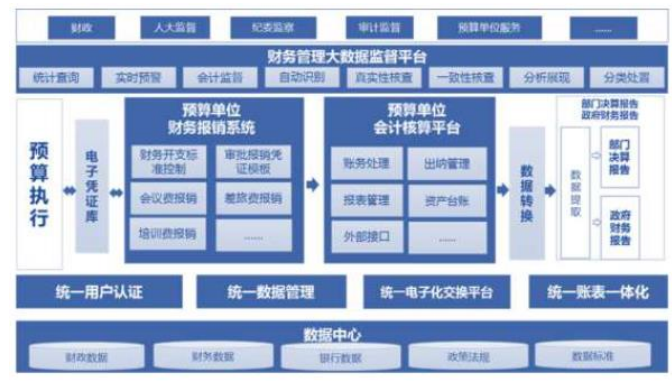 财政 人大监督 纪委监察 审计监督 预算单位服务 ......
财务管理大数据监督平台
统计查询 实时预警 会计监督 自动识别 真实性核查 一致性核查 分析展现 分类处置
预算执行
电子凭证库
预算单位
财务报销系统
财务开支标准控制 审批报销凭证模板
会议费报销 差旅费报销
培训费报销 ......
预算单位
会计核算平台
账务处理 出纳管理
报表管理 资产台账
外部接口 ......
数据转换
部门决算报告
政府财务报告
数据提取
部门
决算
报告
政府
财务
报告
统一用户认证 统一数据管理 统一电子化交换平台 统一账表一体化
数据中心
财政数据 财务数据 银行数据 政策法规 数据标准